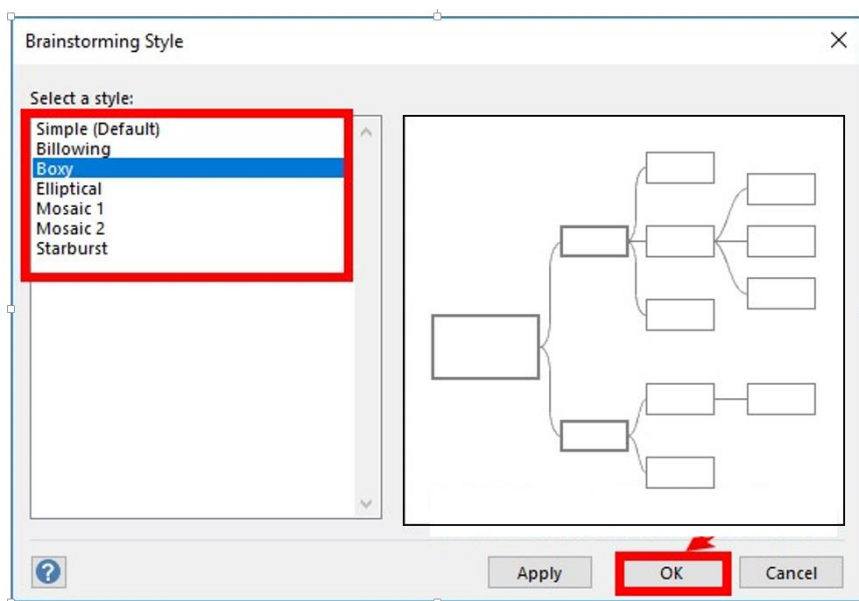 Brainstorming Style
Select a style:
Simple (Default)
Billowing
Boxy
Elliptical
Mosaic 1
Mosaic 2
Starburst
?
Apply
OK
Cancel